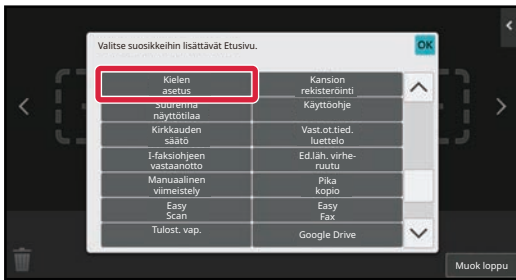 Valitse suosikkeihin lisättävät Etusivu.
OK
Kielen
asetus
Kansion
rekisteröinti
Suurenna
näyttötilaa
Käyttöohje
Kirkkauden
säätö
Vast.ot.tied.
luettelo
I-faksiohjeen
vastaanotto
Ed.läh. virhe-
ruutu
Manuaalinen
viimeistely
Pika
kopio
Easy
Scan
Easy
Fax
Tulost. vap.
Google Drive
Muok loppu